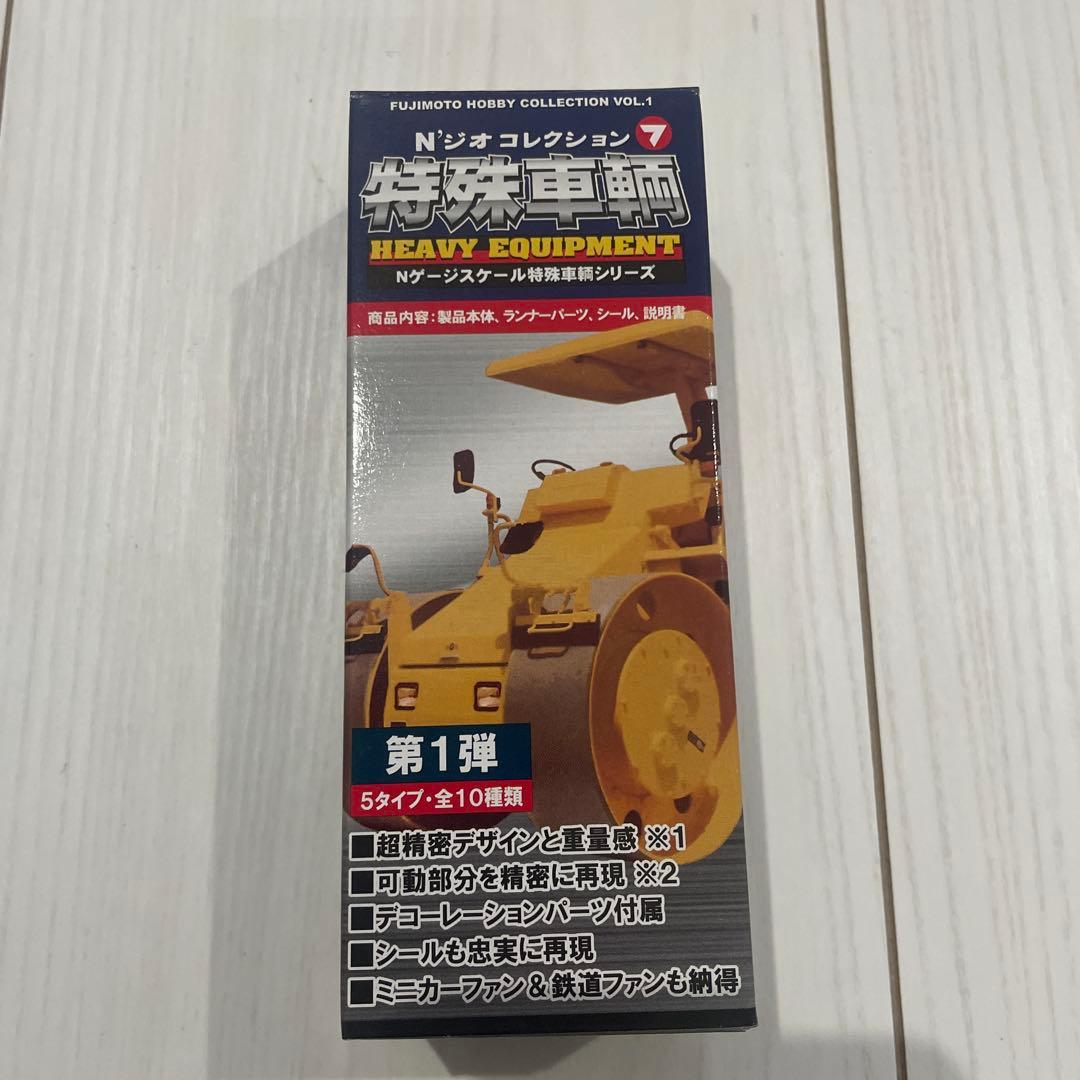 FUJIMOTO HOBBY COLLECTION VOL.1
N'ジオ コレクション フ
特殊車輌
HEAVY EQUIPMENT
Nゲージスケール特殊車輌シリーズ
商品内容:製品本体、ランナーパーツ、シール、説明書
第1弾
5タイプ・全10種類
■超精密デザインと重量感 ※1
■可動部分を精密に再現 ※2
■デコーレーションパーツ付属
■シールも忠実に再現
■ミニカーファン&鉄道ファンも納得